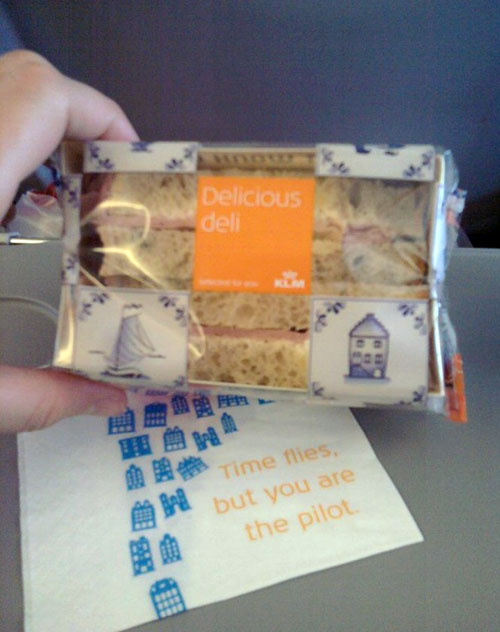 Delicious
deli
selected for you
KLM
Time flies,
but you are
the pilot.